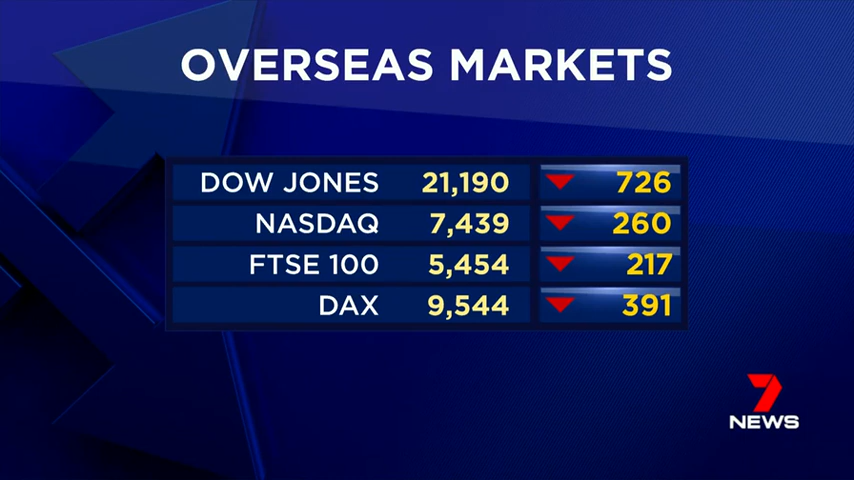 OVERSEAS MARKETS
DOW JONES 21,190 726
NASDAQ 7,439 260
FTSE 100 5,454 217
DAX 9,544 391
7
NEWS